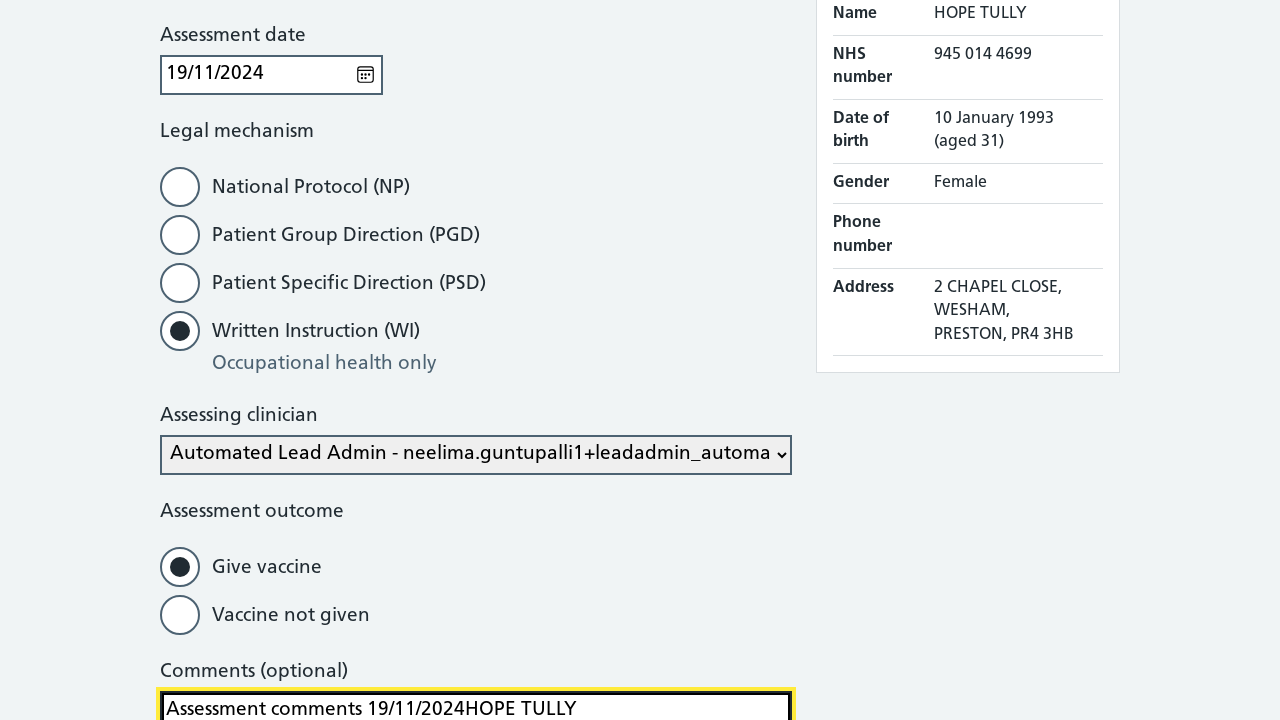 Assessment date
19/11/2024
Legal mechanism
National Protocol (NP)
Patient Group Direction (PGD)
Patient Specific Direction (PSD)
Written Instruction (WI)
Occupational health only
Assessing clinician
Automated Lead Admin - neelima.guntupalli1+leadadmin_automa
Assessment outcome
Give vaccine
Vaccine not given
Comments (optional)
Assessment comments 19/11/2024HOPE TULLY
Name HOPE TULLY
NHS number 945 014 4699
Date of birth 10 January 1993 (aged 31)
Gender Female
Phone number
Address 2 CHAPEL CLOSE,
WESHAM,
PRESTON, PR4 3HB